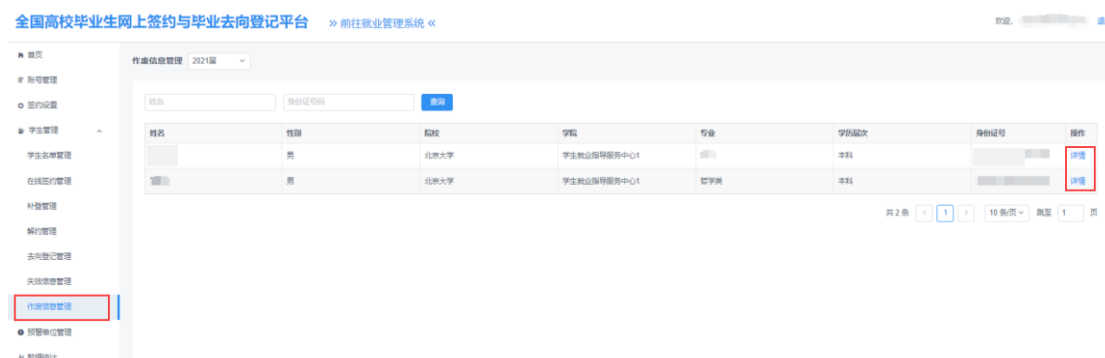 全国高校毕业生网上签约与毕业去向登记平台 » 前往就业管理系统 « 欢迎,
首页
账号管理
签约设置
学生管理
学生名单管理
在线签约管理
补登管理
解约管理
去向登记管理
失效信息管理
作废信息管理
预警单位管理
数据统计
作废信息管理 2021届
姓名 身份证号码 查询
姓名 性别 院校 学院 专业 学历层次 身份证号 操作
男 北京大学 学生就业指导服务中心1 本科 详情
男 北京大学 学生就业指导服务中心1 哲学类 本科 详情
共 2 条 < 1 > 10 条/页 跳至 1 页